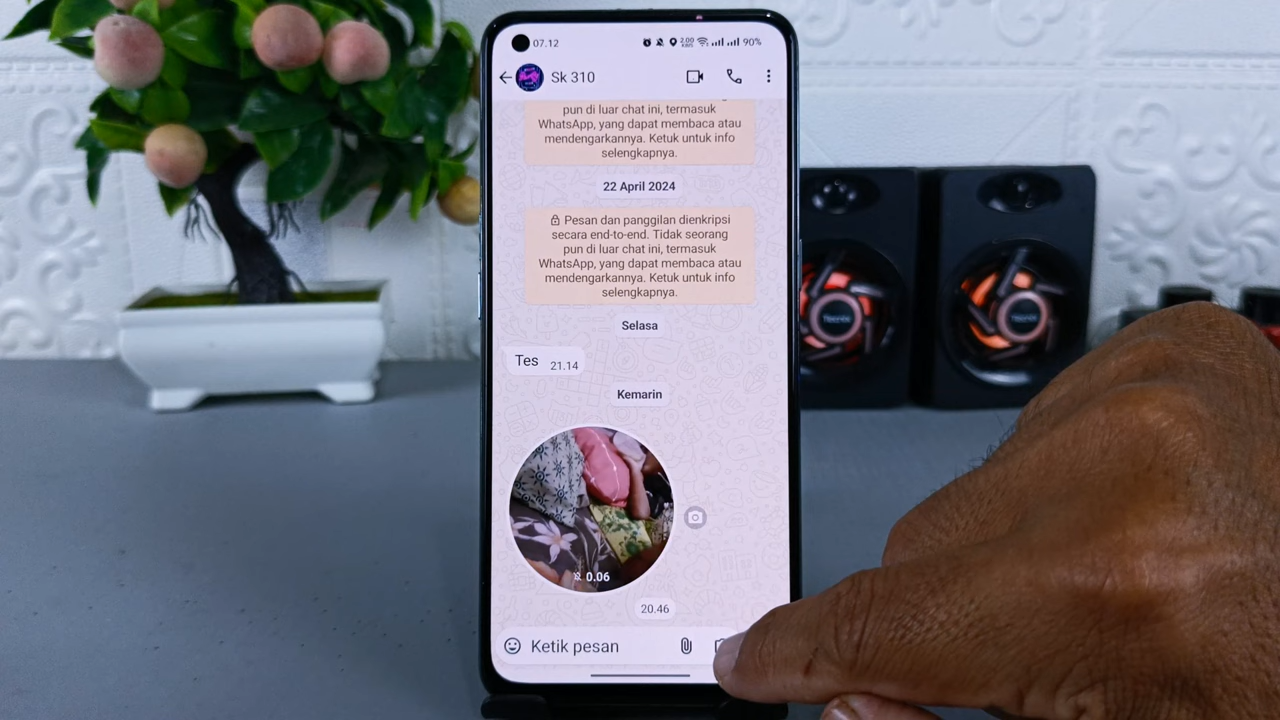 07.12
2.00
KB/S
90%
Sk 310
pun di luar chat ini, termasuk
WhatsApp, yang dapat membaca atau
mendengarkannya. Ketuk untuk info
selengkapnya.
22 April 2024
Pesan dan panggilan dienkripsi
secara end-to-end. Tidak seorang
pun di luar chat ini, termasuk
WhatsApp, yang dapat membaca atau
mendengarkannya. Ketuk untuk info
selengkapnya.
Selasa
Tes 21.14
Kemarin
0.06
20.46
Ketik pesan